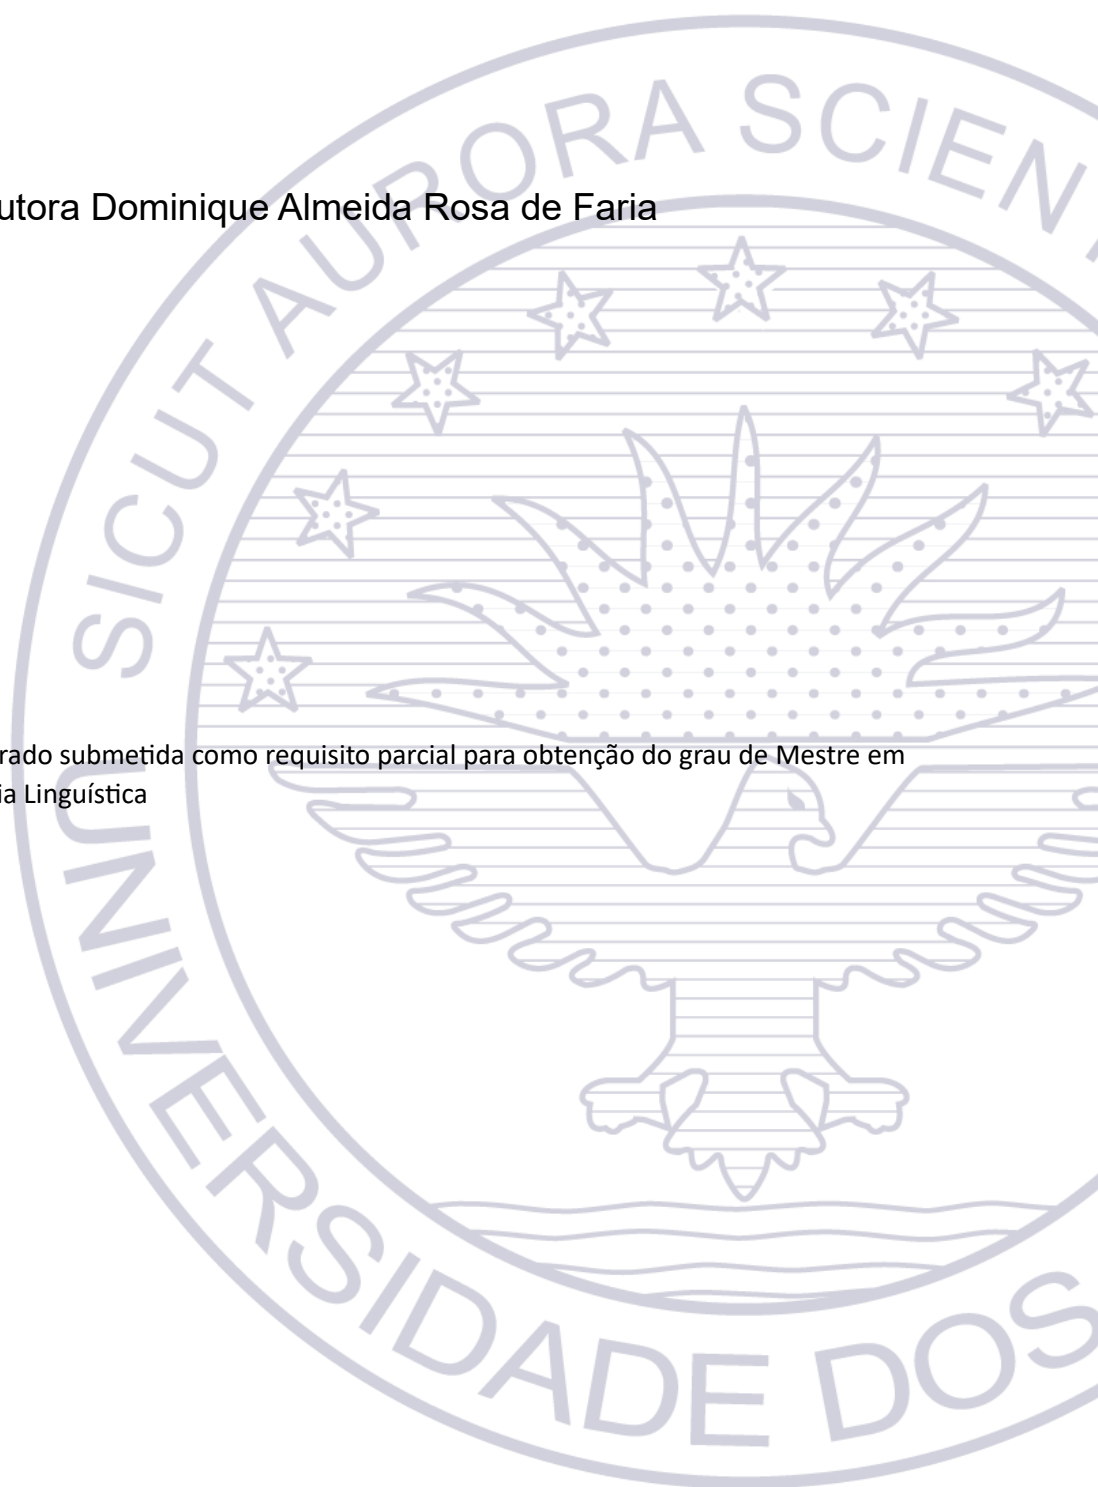 utora Dominique Almeida Rosa de Faria
rado submetida como requisito parcial para obtenção do grau de Mestre em
ia Linguística
SICUT AURORA SCIEN
UNIVERSIDADE DOS